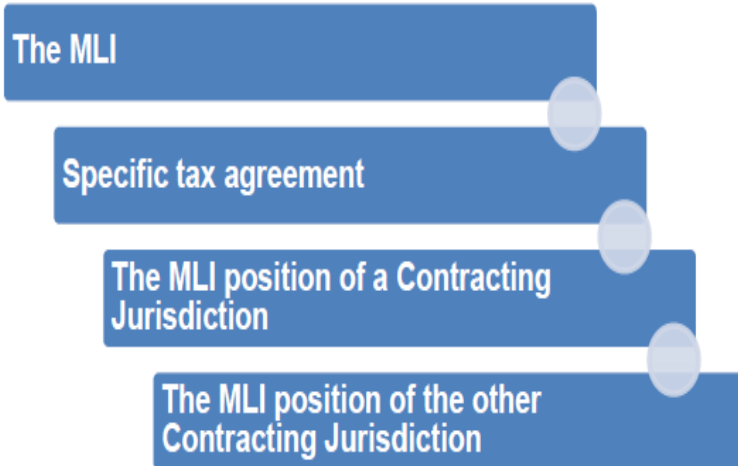 The MLI
Specific tax agreement
The MLI position of a Contracting
Jurisdiction
The MLI position of the other
Contracting Jurisdiction